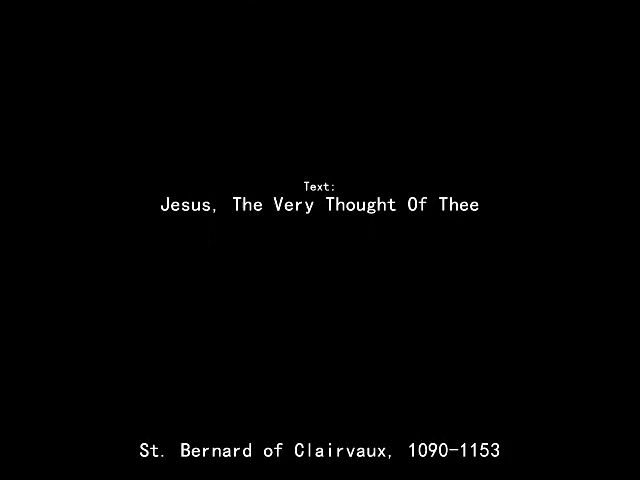 Text:
Jesus, The Very Thought Of Thee
St. Bernard of Clairvaux, 1090-1153